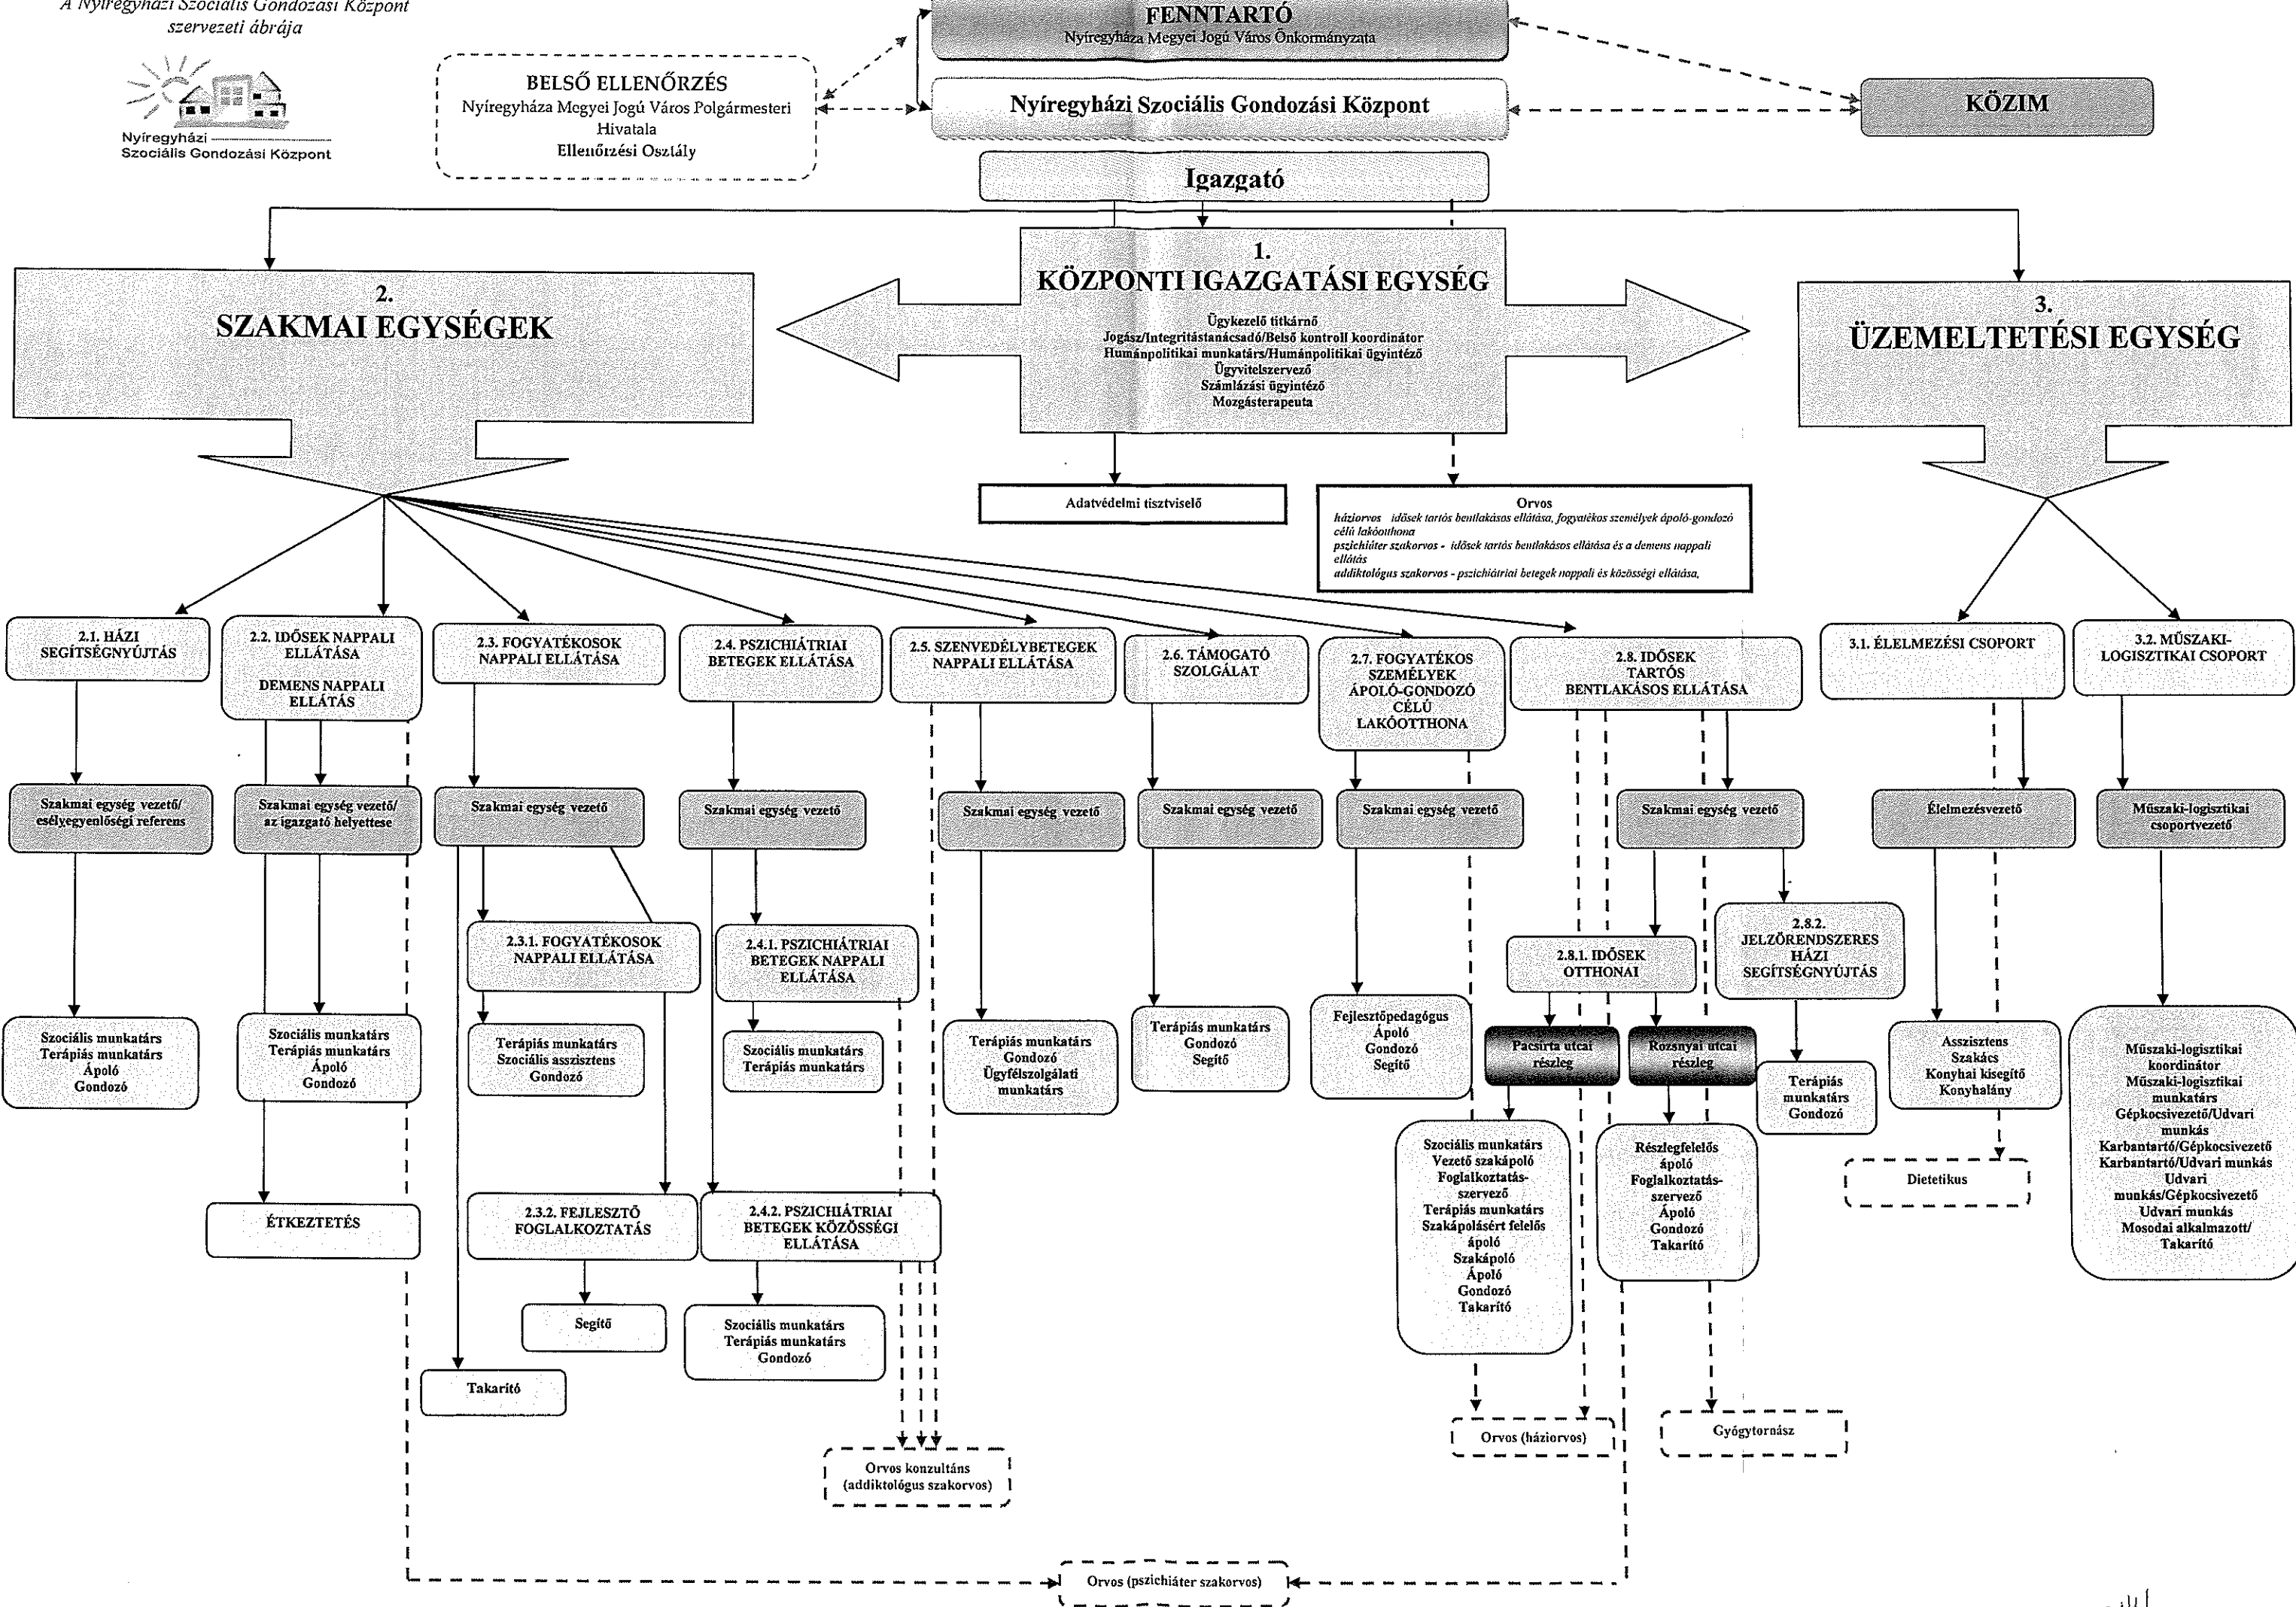 A Nyíregyházi Szociális Gondozási Központ
szervezeti ábrája
Nyíregyházi
Szociális Gondozási Központ
BELSŐ ELLENŐRZÉS
Nyíregyháza Megyei Jogú Város Polgármesteri
Hivatala
Ellenőrzési Osztály
FENNTARTÓ
Nyíregyháza Megyei Jogú Város Önkormányzata
Nyíregyházi Szociális Gondozási Központ
KÖZIM
Igazgató
1.
KÖZPONTI IGAZGATÁSI EGYSÉG
Ügykezelő titkárnő
Jogász/Integritástanácsadó/Belső kontroll koordinátor
Humánpolitikai munkatárs/Humánpolitikai ügyintéző
Ügyvitelszervező
Számlázási ügyintéző
Mozgásterapeuta
2.
SZAKMAI EGYSÉGEK
3.
ÜZEMELTETÉSI EGYSÉG
Adatvédelmi tisztviselő
Orvos
háziorvos idősek tartós bentlakásos ellátása, fogyatékos személyek ápoló-gondozó
célú lakóotthona
pszichiáter szakorvos - idősek tartós bentlakásos ellátása és a demens nappali
ellátás
addiktológus szakorvos - pszichiátriai betegek nappali és közösségi ellátása,
2.1. HÁZI
SEGÍTSÉGNYÚJTÁS
2.2. IDŐSEK NAPPALI
ELLÁTÁSA
DEMENS NAPPALI
ELLÁTÁS
2.3. FOGYATÉKOSOK
NAPPALI ELLÁTÁSA
2.4. PSZICHIÁTRIAI
BETEGEK ELLÁTÁSA
2.5. SZENVEDÉLYBETEGEK
NAPPALI ELLÁTÁSA
2.6. TÁMOGATÓ
SZOLGÁLAT
2.7. FOGYATÉKOS
SZEMÉLYEK
ÁPOLÓ-GONDOZÓ
CÉLÚ
LAKÓOTTHONA
2.8. IDŐSEK
TARTÓS
BENTLAKÁSOS ELLÁTÁSA
3.1. ÉLELMEZÉSI CSOPORT
3.2. MŰSZAKI-
LOGISZTIKAI CSOPORT
Szakmai egység vezető/
esélyegyenlőségi referens
Szakmai egység vezető/
az igazgató helyettese
Szakmai egység vezető
Szakmai egység vezető
Szakmai egység vezető
Szakmai egység vezető
Szakmai egység vezető
Szakmai egység vezető
Élelmezésvezető
Műszaki-logisztikai
csoportvezető
2.3.1. FOGYATÉKOSOK
NAPPALI ELLÁTÁSA
2.4.1. PSZICHIÁTRIAI
BETEGEK NAPPALI
ELLÁTÁSA
2.8.1. IDŐSEK
OTTHONAI
2.8.2.
JELZŐRENDSZERES
HÁZI
SEGÍTSÉGNYÚJTÁS
Szociális munkatárs
Terápiás munkatárs
Ápoló
Gondozó
Szociális munkatárs
Terápiás munkatárs
Ápoló
Gondozó
Terápiás munkatárs
Szociális asszisztens
Gondozó
Szociális munkatárs
Terápiás munkatárs
Terápiás munkatárs
Gondozó
Ügyfélszolgálati
munkatárs
Terápiás munkatárs
Gondozó
Segítő
Fejlesztőpedagógus
Ápoló
Gondozó
Segítő
Pacsirta utcai
részleg
Rozsnyai utcai
részleg
Terápiás
munkatárs
Gondozó
Asszisztens
Szakács
Konyhai kisegítő
Konyhalány
Műszaki-logisztikai
koordinátor
Műszaki-logisztikai
munkatárs
Gépkocsivezető/Udvari
munkás
Karbantartó/Gépkocsivezető
Karbantartó/Udvari munkás
Udvari
munkás/Gépkocsivezető
Udvari munkás
Mosodai alkalmazott/
Takarító
Szociális munkatárs
Vezető szakápoló
Foglalkoztatás-
szervező
Terápiás munkatárs
Szakápolásért felelős
ápoló
Szakápoló
Ápoló
Gondozó
Takarító
Részlegfelelős
ápoló
Foglalkoztatás-
szervező
Ápoló
Gondozó
Takarító
Dietetikus
ÉTKEZTETÉS
2.3.2. FEJLESZTŐ
FOGLALKOZTATÁS
2.4.2. PSZICHIÁTRIAI
BETEGEK KÖZÖSSÉGI
ELLÁTÁSA
Segítő
Szociális munkatárs
Terápiás munkatárs
Gondozó
Takarító
Orvos (háziorvos)
Gyógytornász
Orvos konzultáns
(addiktológus szakorvos)
Orvos (pszichiáter szakorvos)